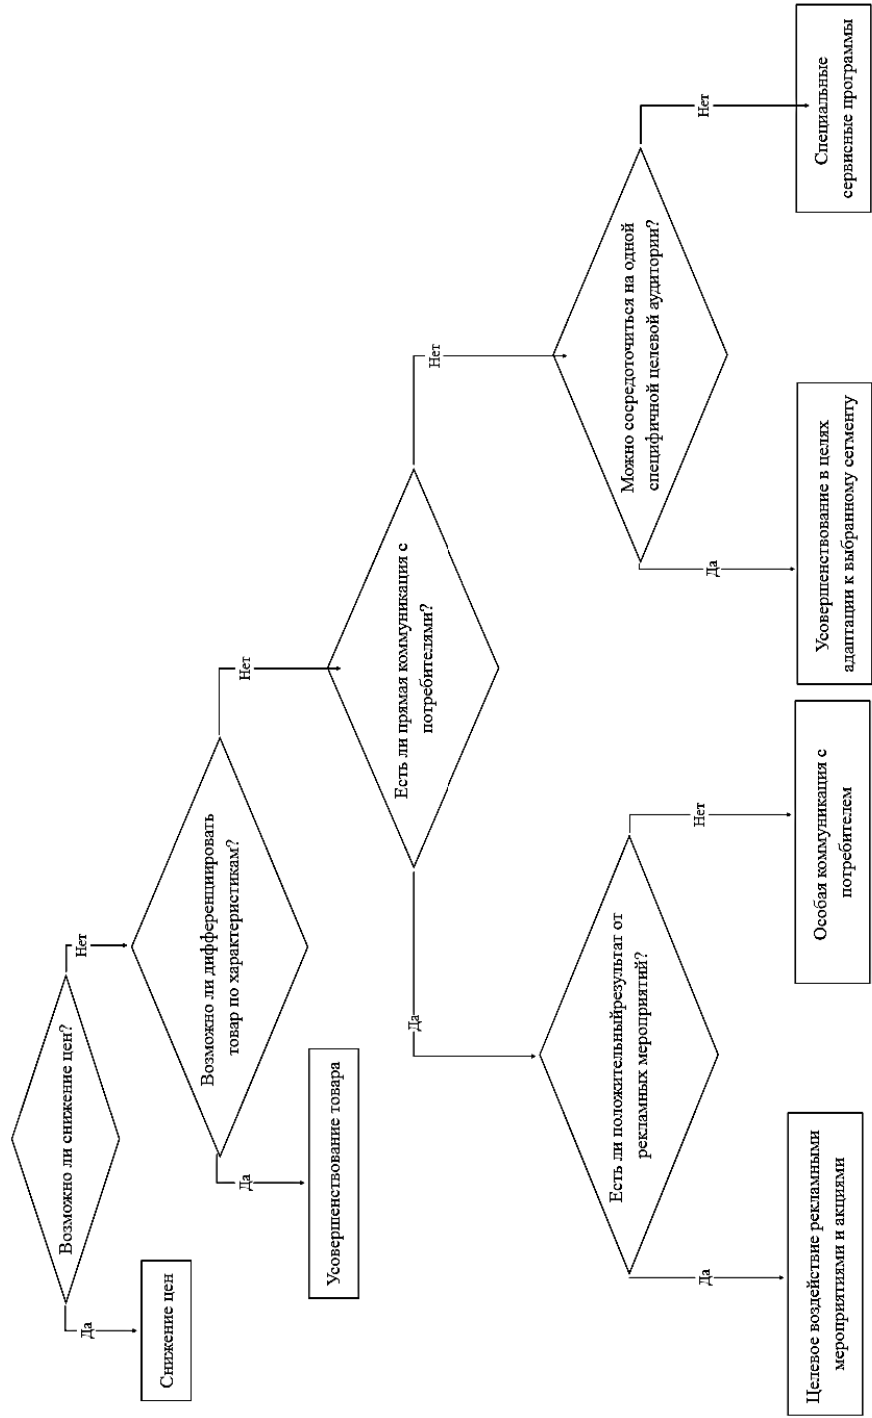 Возможно ли снижение цен?
Да
Нет
Снижение цен
Возможно ли дифференциировать
товар по характеристикам?
Да
Нет
Усовершенствование товара
Есть ли прямая коммуникация с
потребителями?
Да
Нет
Есть ли положительныйрезультат от
рекламных мероприятий?
Да
Нет
Можно сосредоточиться на одной
специфичной целевой аудитории?
Да
Нет
Целевое воздействие рекламными
мероприятиями и акциями
Особая коммуникация с
потребителем
Усовершенствование в целях
адаптации к выбранному сегменту
Специальные
сервисные программы